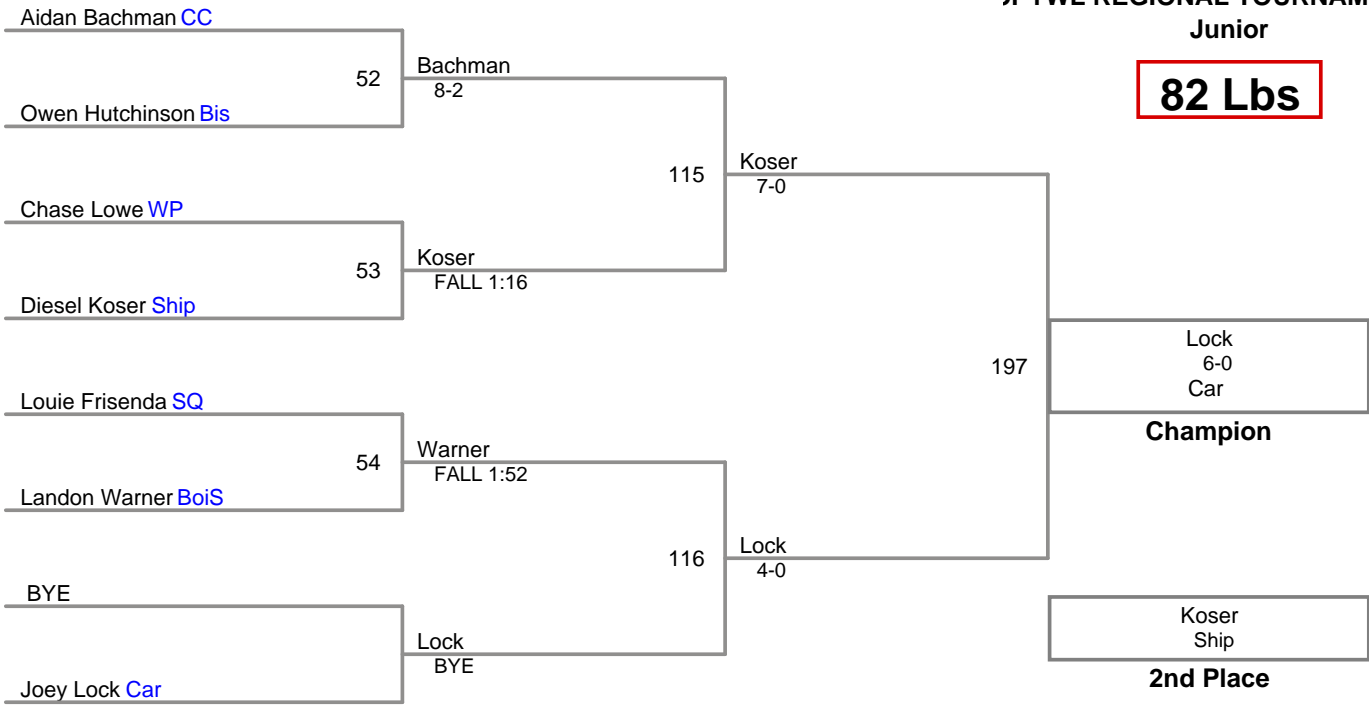 REGIONAL
Junior
82 Lbs
Aidan Bachman CC
52
Bachman
8-2
Owen Hutchinson Bis
115
Koser
7-0
Chase Lowe WP
53
Koser
FALL 1:16
Diesel Koser Ship
197
Lock
6-0
Car
Champion
Louie Frisenda SQ
54
Warner
FALL 1:52
Landon Warner BoiS
116
Lock
4-0
BYE
Lock
BYE
Joey Lock Car
Koser
Ship
2nd Place